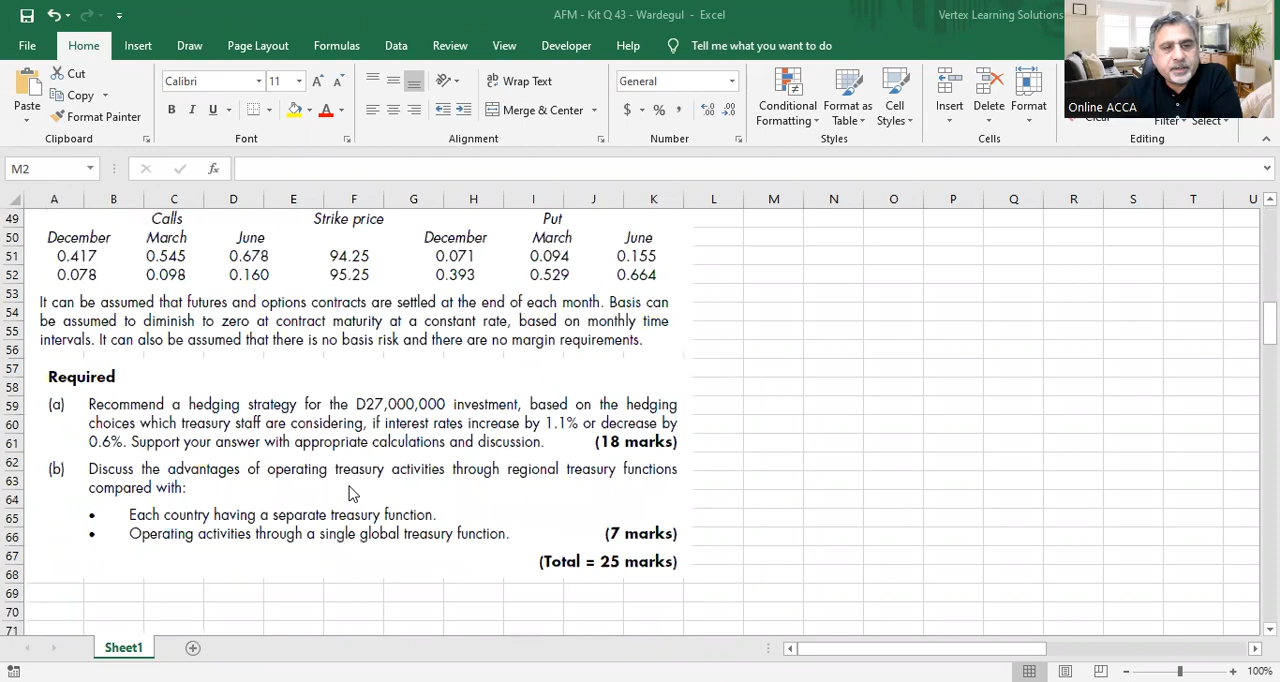 AFM - Kit Q 43 - Wardegul - Excel
Vertex Learning Solutions
File Home Insert Draw Page Layout Formulas Data Review View Developer Help Tell me what you want to do
Online ACCA
Cut
Copy
Format Painter
Paste
Calibri 11 A A
B I U A
Wrap Text
Merge & Center
General
$ %
Conditional Formatting
Format as Table
Cell Styles
Insert Delete Format
Filter Select
Clipboard Font Alignment Number Styles Cells Editing
M2 fx
A B C D E F G H I J K L M N O P Q R S T U
49 Calls Strike price Put
50 December March June December March June
51 0.417 0.545 0.678 94.25 0.071 0.094 0.155
52 0.078 0.098 0.160 95.25 0.393 0.529 0.664
53
54
55
56
57
58
59
60
61
62
63
64
65
66
67
68
69
70
71
It can be assumed that futures and options contracts are settled at the end of each month. Basis can
be assumed to diminish to zero at contract maturity at a constant rate, based on monthly time
intervals. It can also be assumed that there is no basis risk and there are no margin requirements.
Required
(a) Recommend a hedging strategy for the D27,000,000 investment, based on the hedging
choices which treasury staff are considering, if interest rates increase by 1.1% or decrease by
0.6%. Support your answer with appropriate calculations and discussion. (18 marks)
(b) Discuss the advantages of operating treasury activities through regional treasury functions
compared with:
• Each country having a separate treasury function.
• Operating activities through a single global treasury function. (7 marks)
(Total = 25 marks)
Sheet1
100%